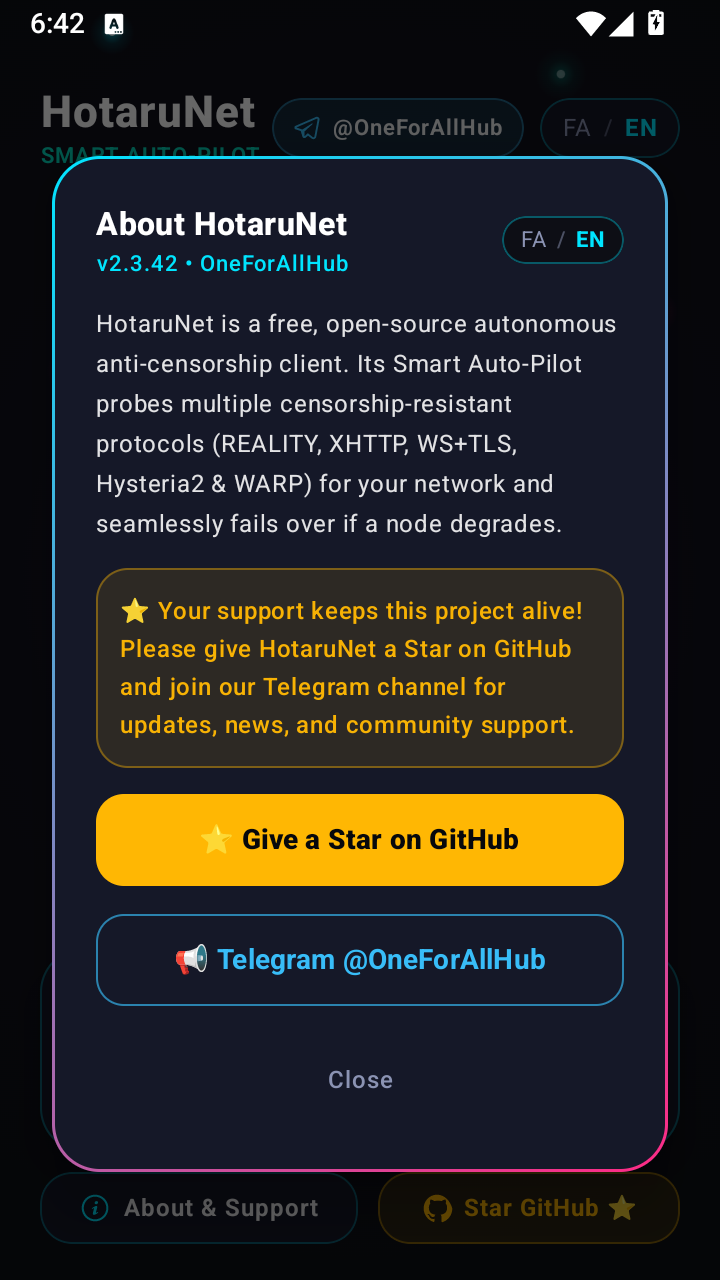 6:42
HotaruNet
@OneForAllHub
FA / EN
SMART AUTO-PILOT
About HotaruNet
FA / EN
v2.3.42 • OneForAllHub
HotaruNet is a free, open-source autonomous
anti-censorship client. Its Smart Auto-Pilot
probes multiple censorship-resistant
protocols (REALITY, XHTTP, WS+TLS,
Hysteria2 & WARP) for your network and
seamlessly fails over if a node degrades.
⭐ Your support keeps this project alive!
Please give HotaruNet a Star on GitHub
and join our Telegram channel for
updates, news, and community support.
⭐ Give a Star on GitHub
📢 Telegram @OneForAllHub
Close
About & Support
Star GitHub ⭐